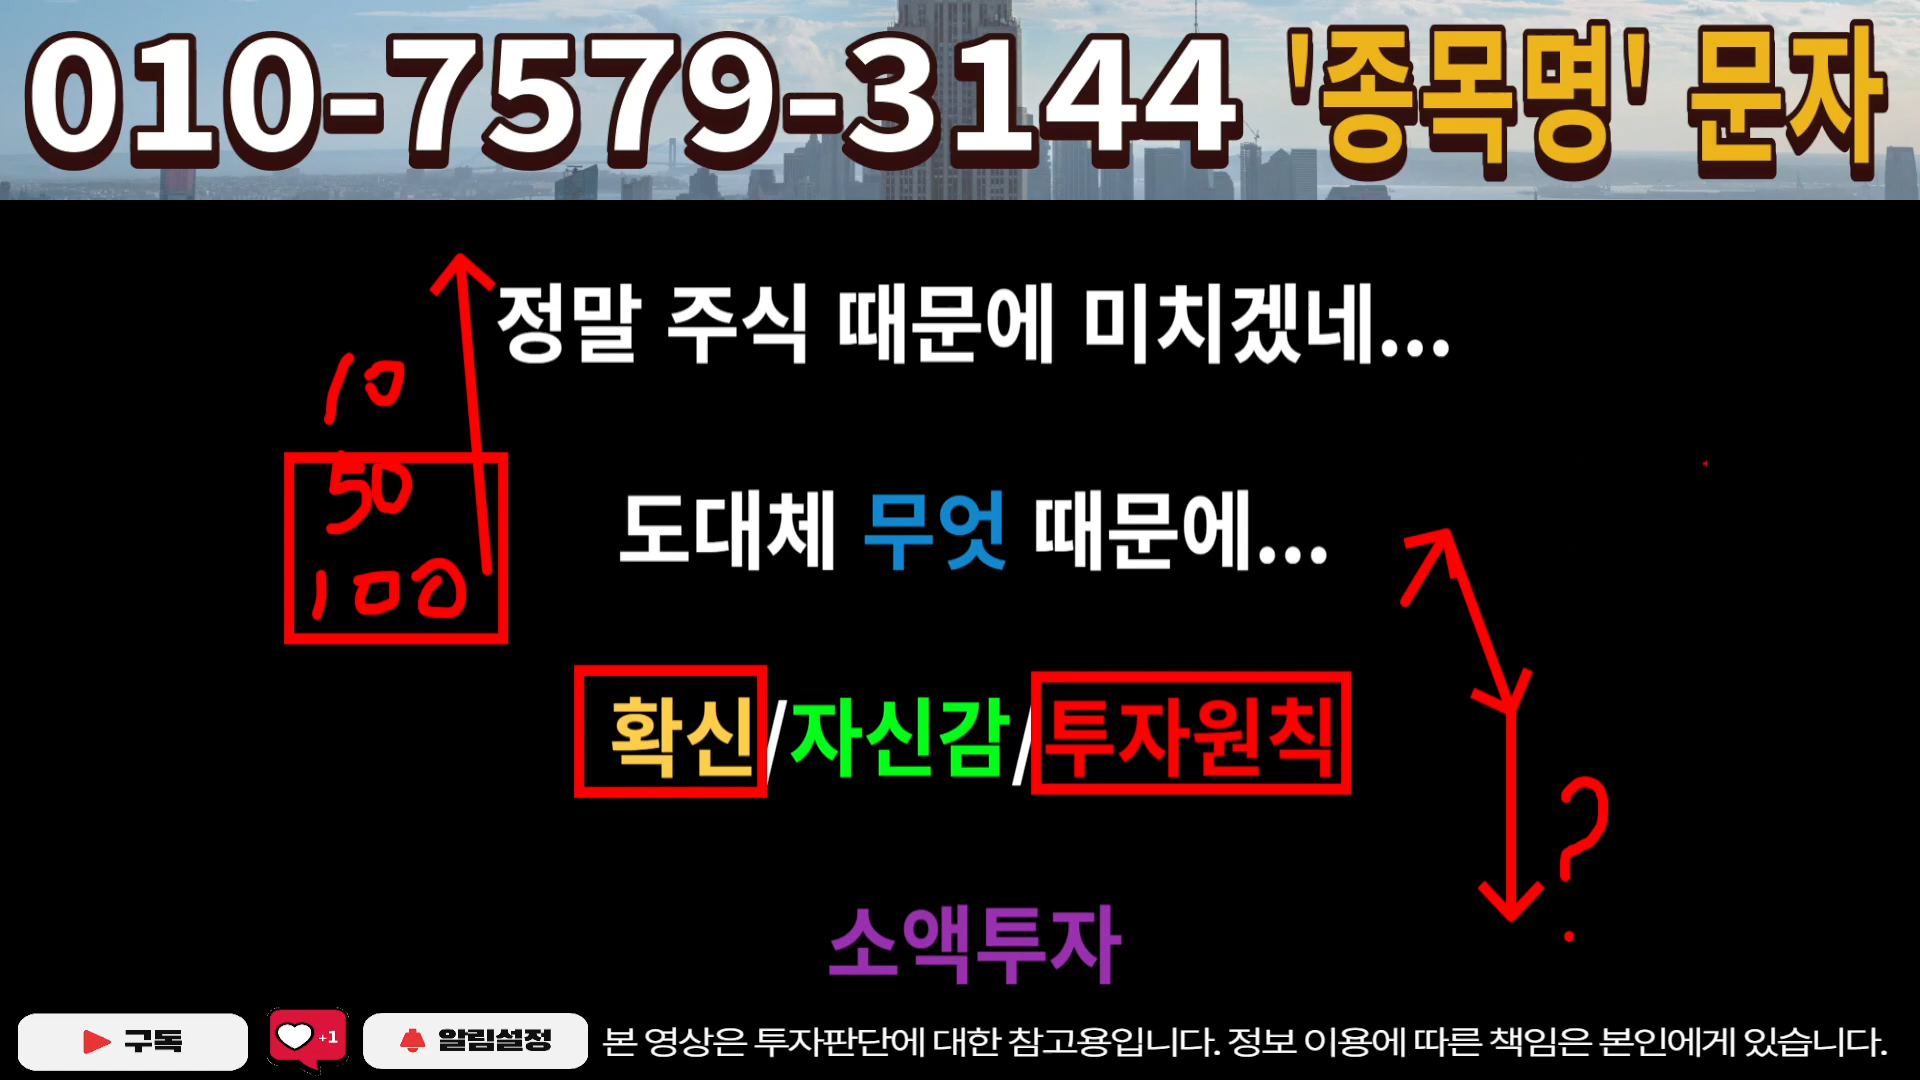 010-7579-3144 '종목명' 문자
정말 주식 때문에 미치겠네...
10
50
100
도대체 무엇 때문에...
확신/자신감/투자원칙
?
소액투자
구독
+1
알림설정
본 영상은 투자판단에 대한 참고용입니다. 정보 이용에 따른 책임은 본인에게 있습니다.